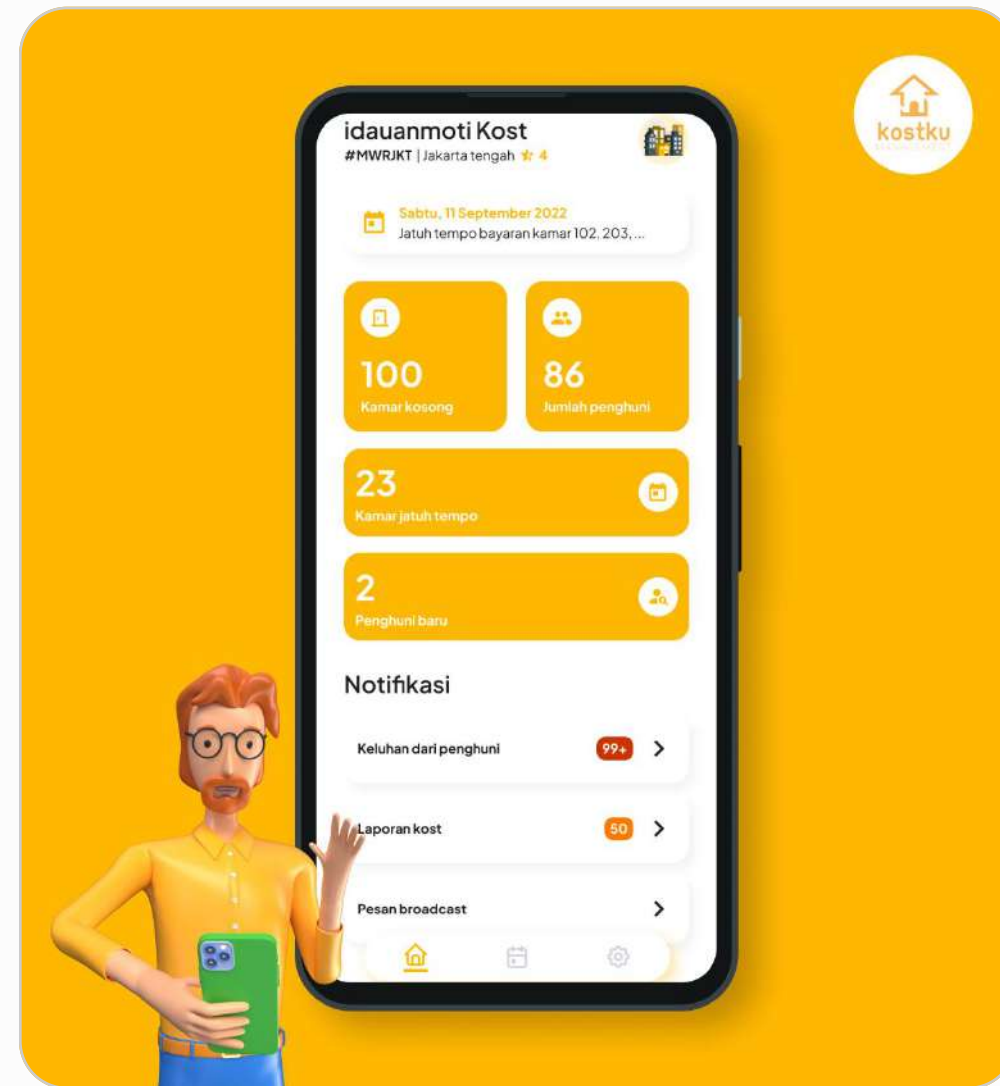 kostku
idauanmoti Kost
#MWRJKT | Jakarta tengah 4
Sabtu, 11 September 2022
Jatuh tempo bayaran kamar 102, 203, ...
100
Kamar kosong
86
Jumlah penghuni
23
Kamar jatuh tempo
2
Penghuni baru
Notifikasi
Keluhan dari penghuni 99+
Laporan kost 50
Pesan broadcast